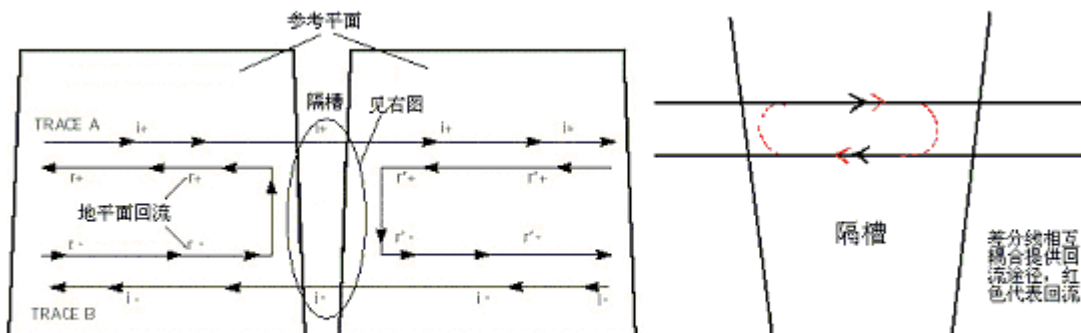 参考平面
隔槽
见右图
TRACE A
i+
i+
i+
i+
r+
r+
r'+
r'+
地平面回流
r-
r-
r'-
r'-
i-
i-
i-
i-
TRACE B
隔槽
差分线相互
耦合提供回
流途径，红
色代表回流